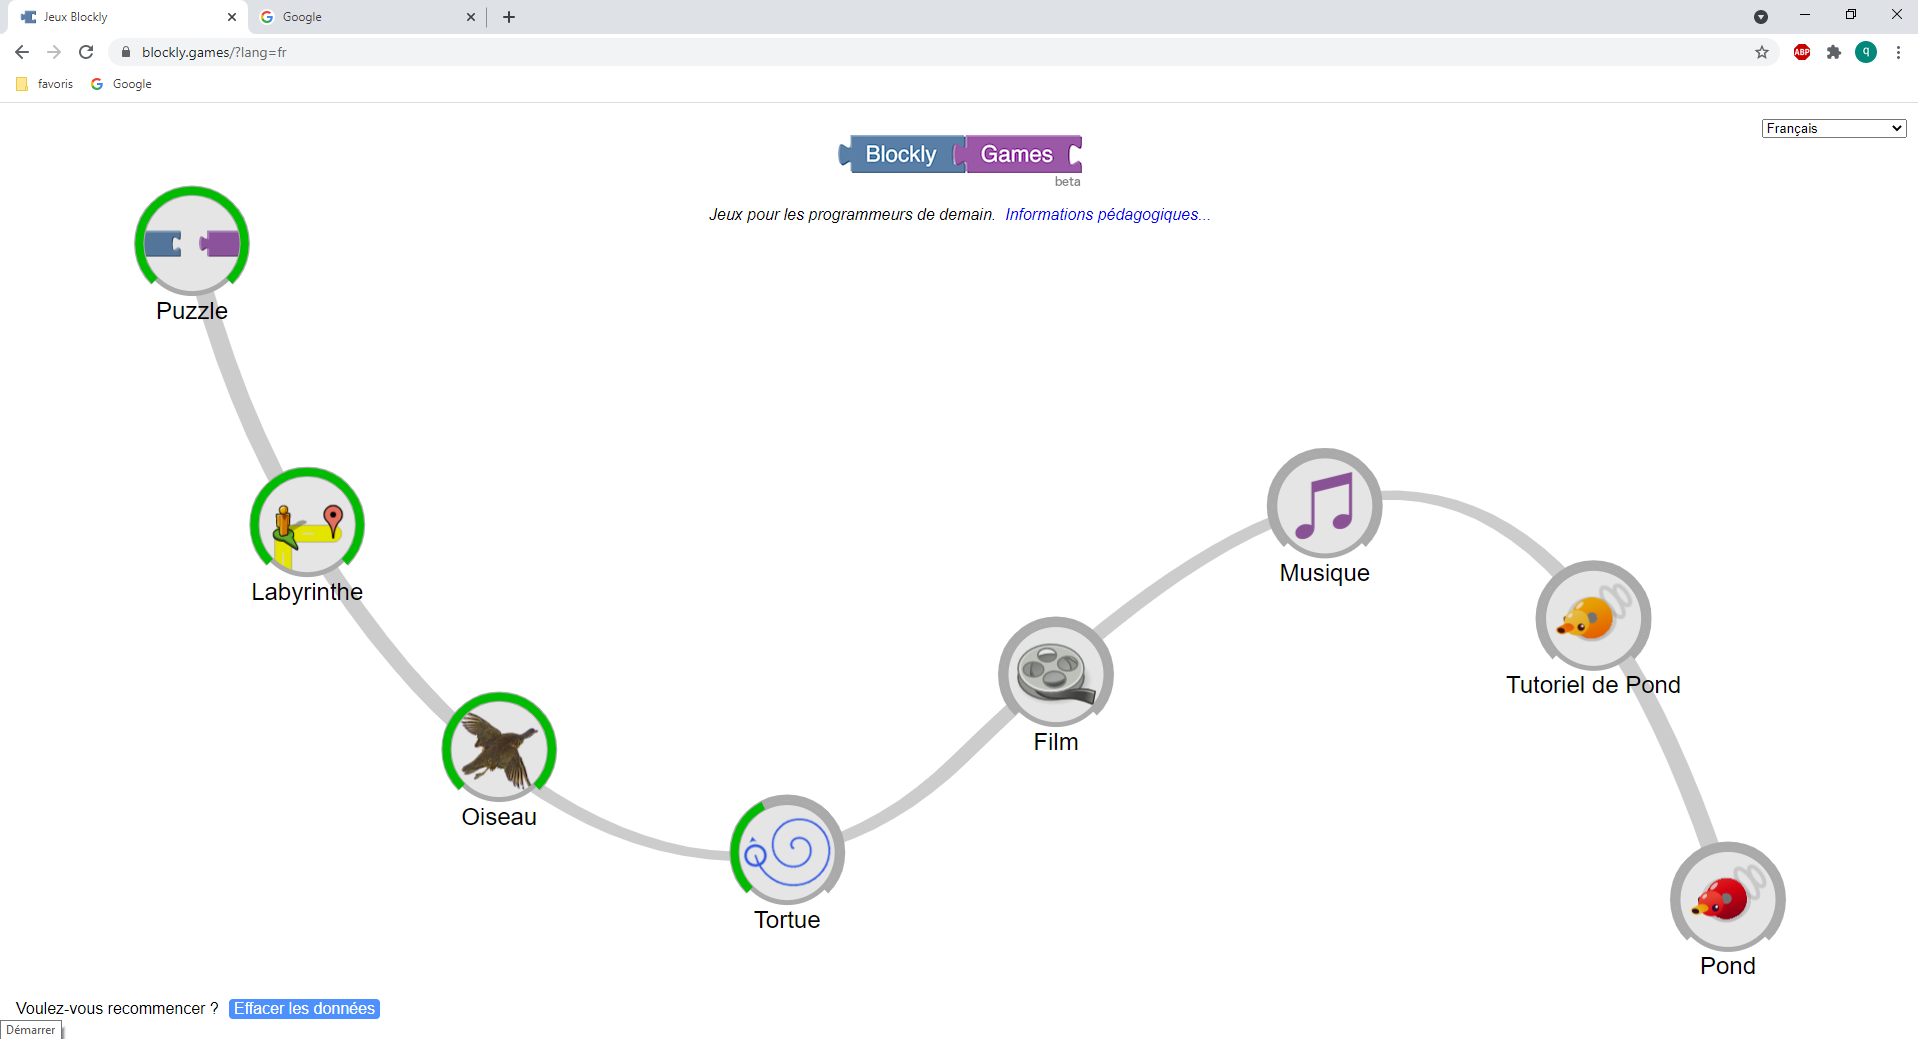 Jeux Blockly
Google
blockly.games/?lang=fr
ABP
q
favoris
Google
Français
Blockly Games
beta
Jeux pour les programmeurs de demain. Informations pédagogiques...
Puzzle
Labyrinthe
Oiseau
Tortue
Film
Musique
Tutoriel de Pond
Pond
Voulez-vous recommencer ? Effacer les données
Démarrer